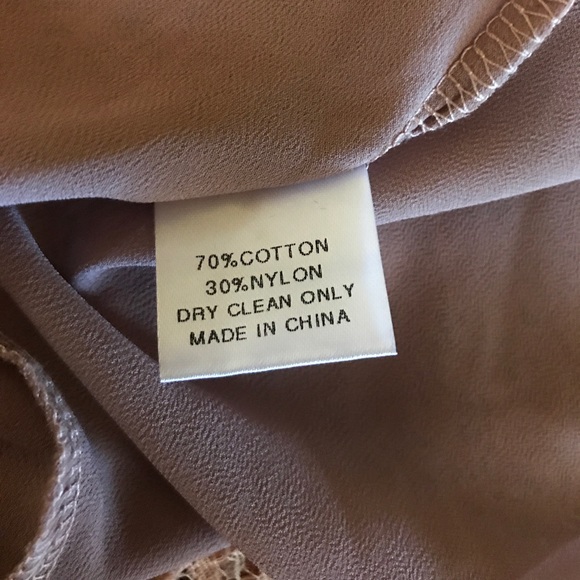 70%COTTON
30%NYLON
DRY CLEAN ONLY
MADE IN CHINA